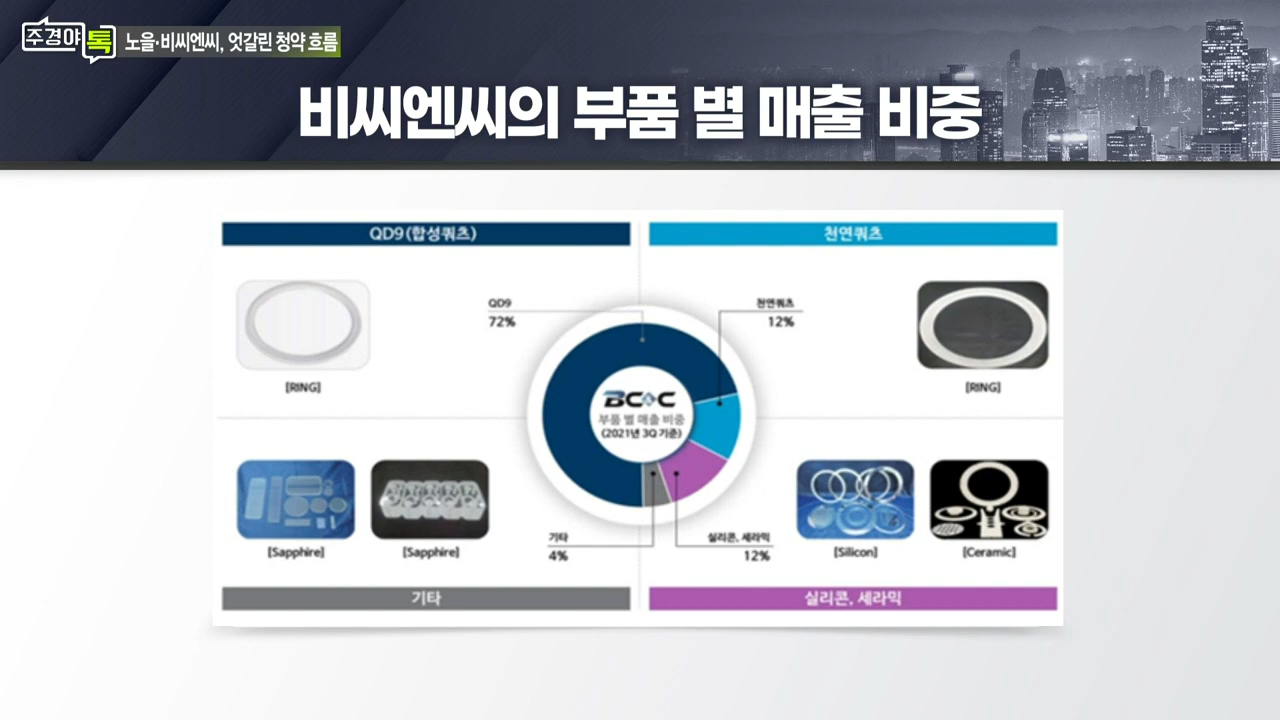 주경야
톡
노을·비씨엔씨, 엇갈린 청약 흐름
비씨엔씨의 부품 별 매출 비중
QD9(합성쿼츠)
천연쿼츠
QD9
72%
천연쿼츠
12%
[RING]
[RING]
BC&C
부품 별 매출 비중
(2021년 3Q 기준)
기타
4%
실리콘, 세라믹
12%
[Sapphire]
[Sapphire]
[Silicon]
[Ceramic]
기타
실리콘, 세라믹